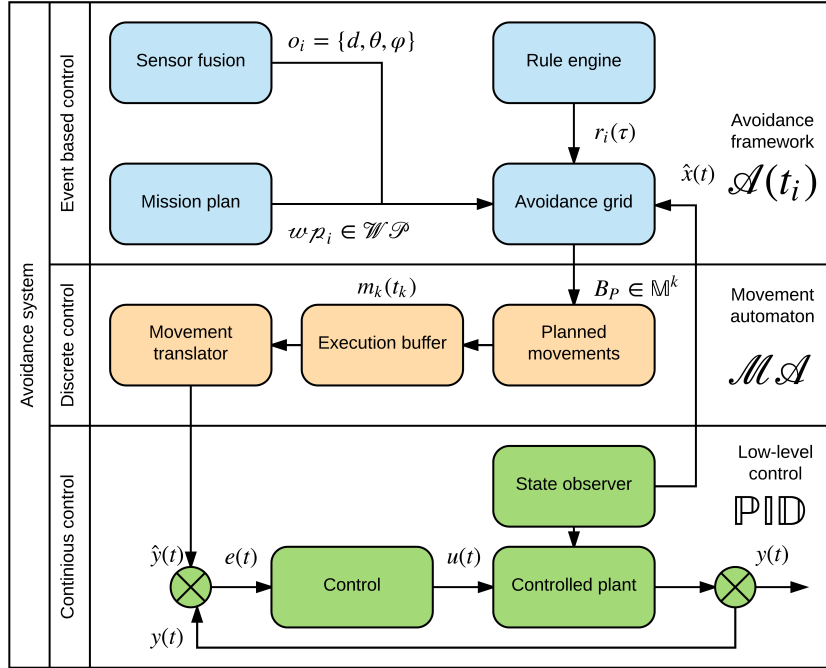 Avoidance system
Event based control
Sensor fusion
o_i = {d, θ, φ}
Rule engine
r_i(τ)
Avoidance
framework
𝒜(t_i)
x̂(t)
Mission plan
𝓌𝓅_i ∈ 𝒲𝒫
Avoidance grid
Discrete control
m_k(t_k)
B_P ∈ 𝕄^k
Movement
automaton
ℳ𝒜
Movement
translator
Execution buffer
Planned
movements
Continious control
State observer
Low-level
control
ℙ𝕀𝔻
ŷ(t)
e(t)
Control
u(t)
Controlled plant
y(t)
y(t)